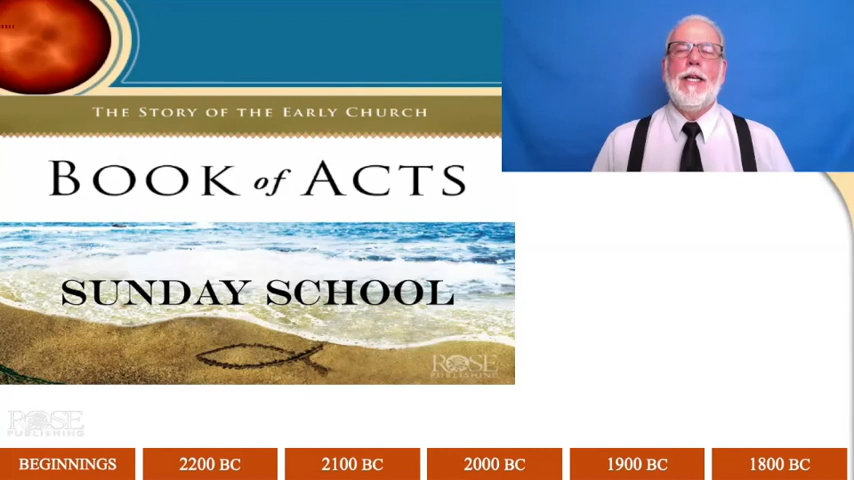 THE STORY OF THE EARLY CHURCH
BOOK of ACTS
SUNDAY SCHOOL
ROSE
PUBLISHING
ROSE
PUBLISHING
BEGINNINGS
2200 BC
2100 BC
2000 BC
1900 BC
1800 BC